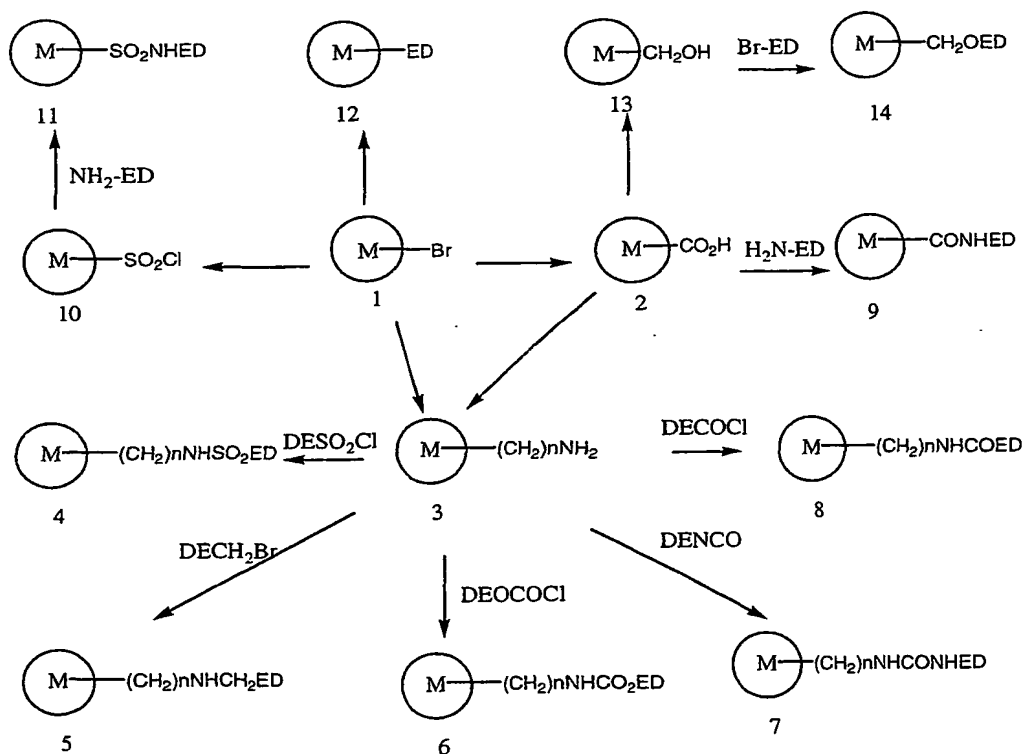 M SO₂NHED
M ED
M CH₂OH
Br-ED
M CH₂OED
11
12
13
14
NH₂-ED
M SO₂Cl
M Br
M CO₂H
H₂N-ED
M CONHED
10
1
2
9
M (CH₂)nNHSO₂ED
DESO₂Cl
M (CH₂)nNH₂
DECOCl
M (CH₂)nNHCOED
4
3
8
DECH₂Br
DEOCOCl
DENCO
M (CH₂)nNHCH₂ED
M (CH₂)nNHCO₂ED
M (CH₂)nNHCONHED
5
6
7